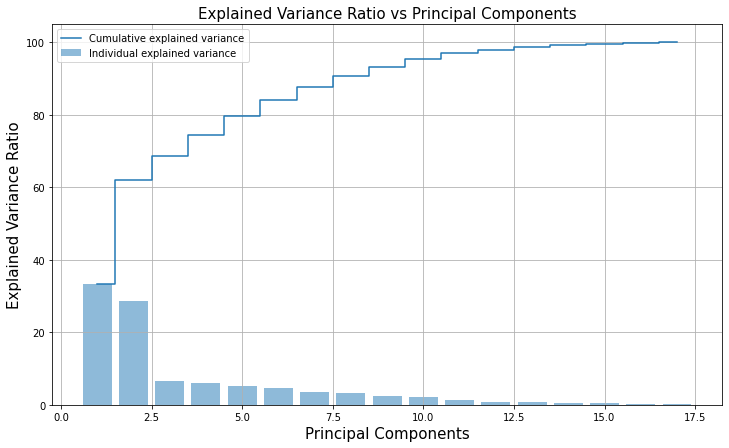 Explained Variance Ratio vs Principal Components
Cumulative explained variance
Individual explained variance
Explained Variance Ratio
100
80
60
40
20
0
0.0 2.5 5.0 7.5 10.0 12.5 15.0 17.5
Principal Components